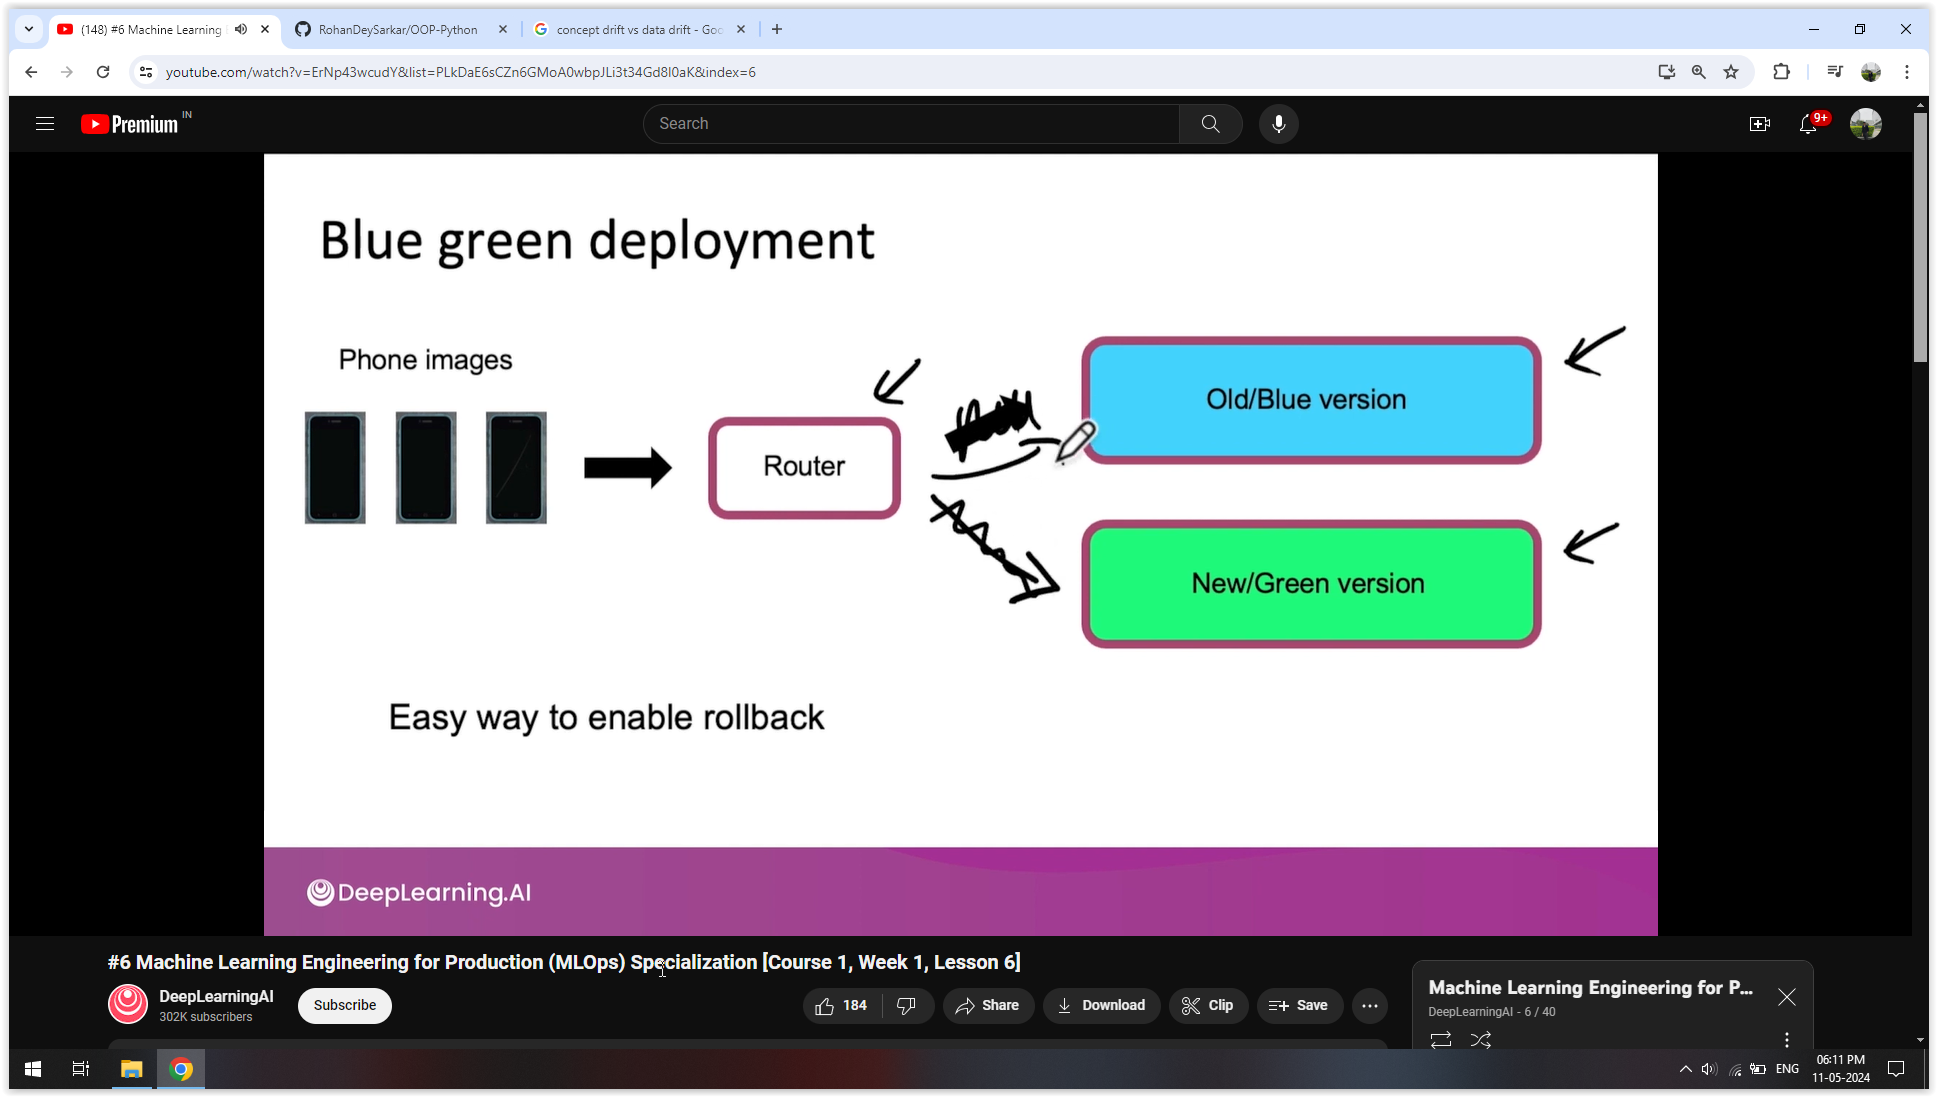 (148) #6 Machine Learning
RohanDeySarkar/OOP-Python
concept drift vs data drift - Goo
youtube.com/watch?v=ErNp43wcudY&list=PLkDaE6sCZn6GMoA0wbpJLi3t34Gd8l0aK&index=6
Premium IN
Search
9+
Blue green deployment
Phone images
Router
Old/Blue version
New/Green version
Easy way to enable rollback
DeepLearning.AI
#6 Machine Learning Engineering for Production (MLOps) Specialization [Course 1, Week 1, Lesson 6]
DeepLearningAI
302K subscribers
Subscribe
184
Share
Download
Clip
Save
Machine Learning Engineering for P...
DeepLearningAI - 6 / 40
ENG
06:11 PM
11-05-2024